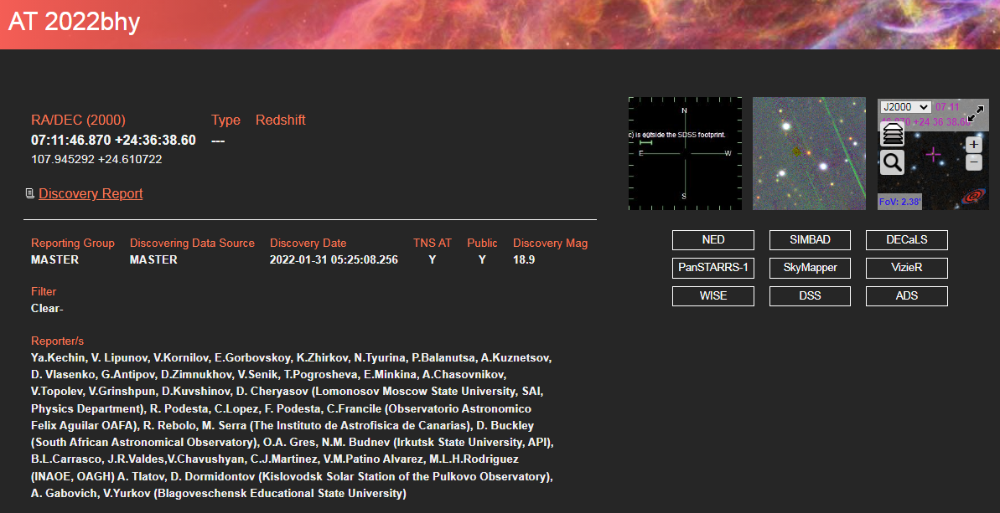 AT 2022bhy
RA/DEC (2000) Type Redshift
07:11:46.870 +24:36:38.60 ---
107.945292 +24.610722
Discovery Report
Reporting Group Discovering Data Source Discovery Date TNS AT Public Discovery Mag
MASTER MASTER 2022-01-31 05:25:08.256 Y Y 18.9
Filter
Clear-
Reporter/s
Ya.Kechin, V. Lipunov, V.Kornilov, E.Gorbovskoy, K.Zhirkov, N.Tyurina, P.Balanutsa, A.Kuznetsov,
D. Vlasenko, G.Antipov, D.Zimnukhov, V.Senik, T.Pogrosheva, E.Minkina, A.Chasovnikov,
V.Topolev, V.Grinshpun, D.Kuvshinov, D. Cheryasov (Lomonosov Moscow State University, SAI,
Physics Department), R. Podesta, C.Lopez, F. Podesta, C.Francile (Observatorio Astronomico
Felix Aguilar OAFA), R. Rebolo, M. Serra (The Instituto de Astrofisica de Canarias), D. Buckley
(South African Astronomical Observatory), O.A. Gres, N.M. Budnev (Irkutsk State University, API),
B.L.Carrasco, J.R.Valdes,V.Chavushyan, C.J.Martinez, V.M.Patino Alvarez, M.L.H.Rodriguez
(INAOE, OAGH) A. Tlatov, D. Dormidontov (Kislovodsk Solar Station of the Pulkovo Observatory),
A. Gabovich, V.Yurkov (Blagoveschensk Educational State University)
N
c) is outside the SDSS footprint.
E W
S
J2000 07 11
46.870 +24 36 38.60
+
−
FoV: 2.38'
NED SIMBAD DECaLS
PanSTARRS-1 SkyMapper VizieR
WISE DSS ADS